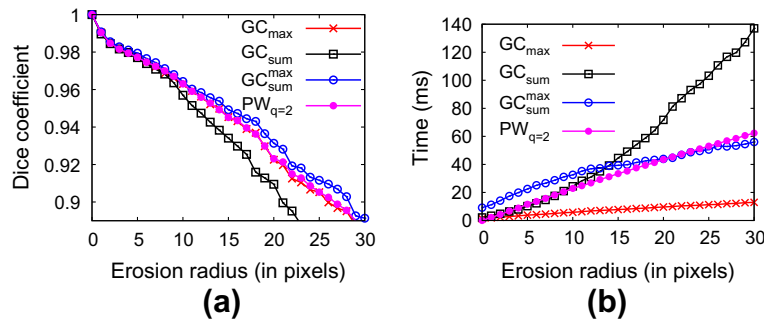 GCmax
GCsum
GCmaxsum
PWq=2
Dice coefficient
1
0.98
0.96
0.94
0.92
0.9
0 5 10 15 20 25 30
Erosion radius (in pixels)
(a)
GCmax
GCsum
GCmaxsum
PWq=2
Time (ms)
140
120
100
80
60
40
20
0
0 5 10 15 20 25 30
Erosion radius (in pixels)
(b)